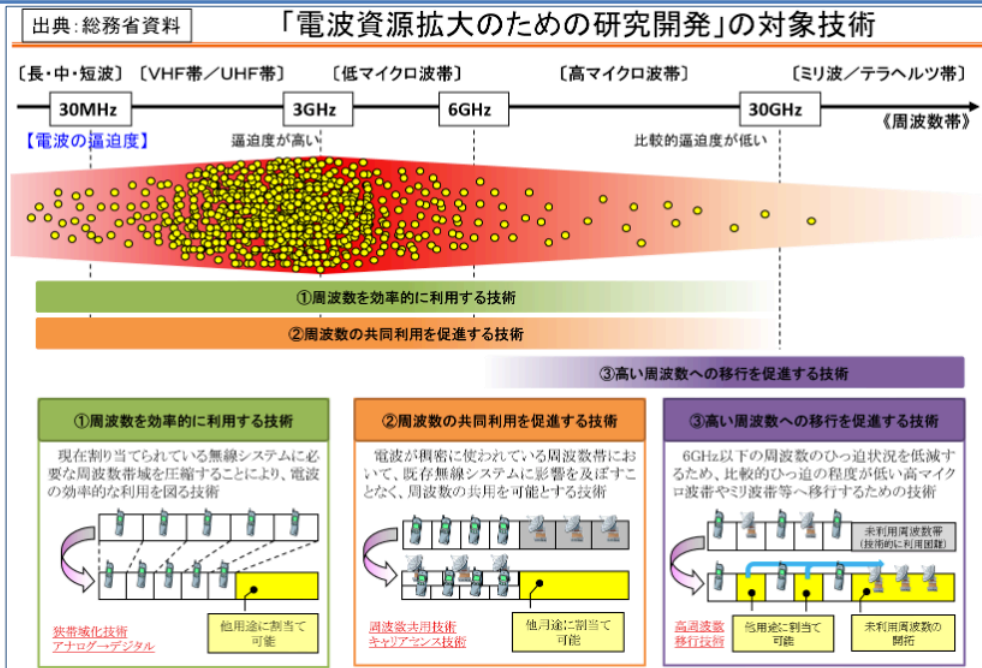 出典:総務省資料
「電波資源拡大のための研究開発」の対象技術
〔長・中・短波〕 〔VHF帯/UHF帯〕 〔低マイクロ波帯〕 〔高マイクロ波帯〕 〔ミリ波/テラヘルツ帯〕
30MHz 3GHz 6GHz 30GHz
《周波数帯》
【電波の逼迫度】 逼迫度が高い 比較的逼迫度が低い
①周波数を効率的に利用する技術
②周波数の共同利用を促進する技術
③高い周波数への移行を促進する技術
①周波数を効率的に利用する技術
現在割り当てられている無線システムに必
要な周波数帯域を圧縮することにより、電波
の効率的な利用を図る技術
狭帯域化技術
アナログ→デジタル
他用途に割当て
可能
②周波数の共同利用を促進する技術
電波が稠密に使われている周波数帯に
おいて、既存無線システムに影響を及ぼすこ
となく、周波数の共用を可能とする技術
周波数共用技術
キャリアセンス技術
他用途に割当て
可能
③高い周波数への移行を促進する技術
6GHz以下の周波数のひっ迫状況を低減す
るため、比較的ひっ迫の程度が低い高マイク
ロ波帯やミリ波帯等へ移行するための技術
未利用周波数帯
(技術的に利用困難)
高周波数
移行技術
他用途に割当て
可能
未利用周波数の
開拓